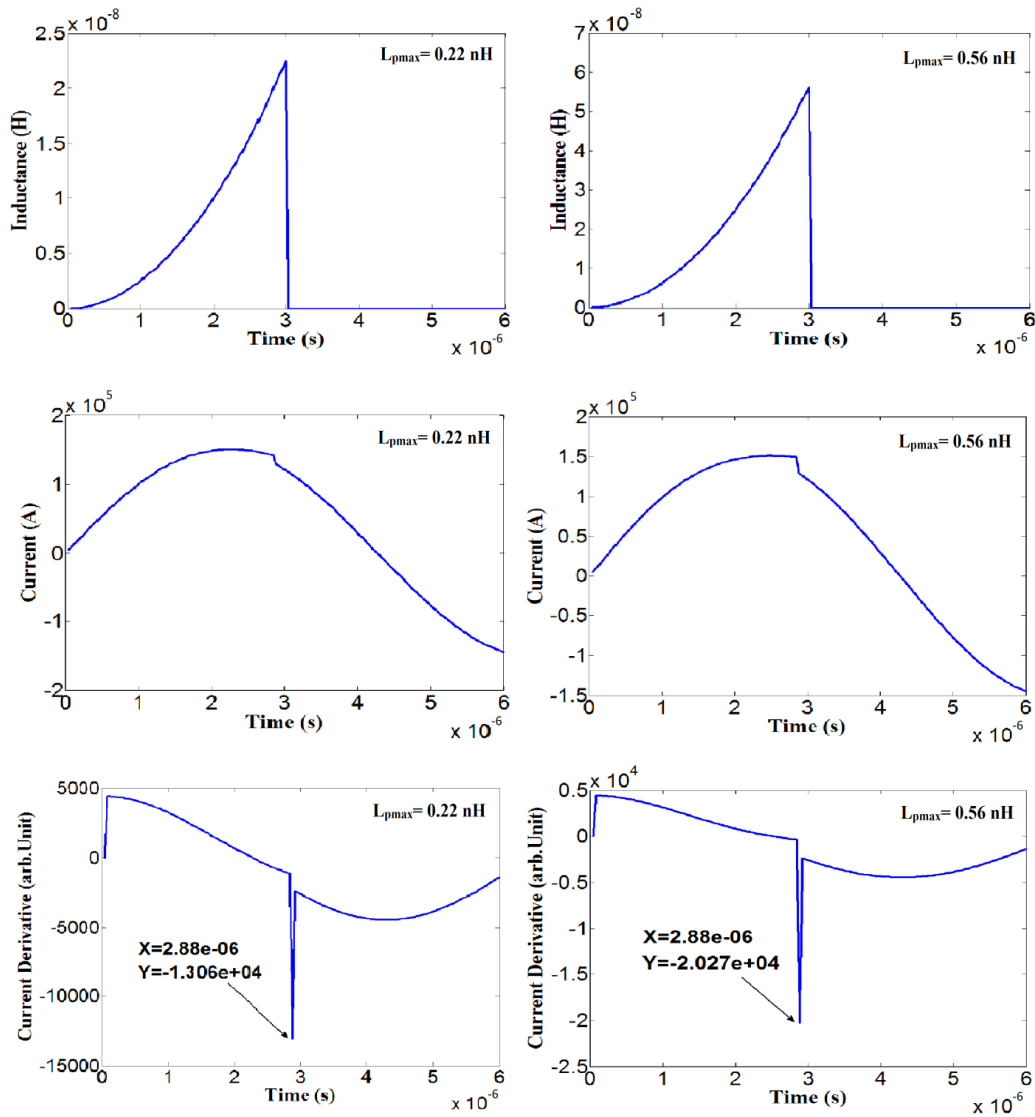 x 10^-8
2.5
L_pmax= 0.22 nH
2
1.5
1
0.5
0
Inductance (H)
0 1 2 3 4 5 6
Time (s)
x 10^-6
x 10^-8
7
L_pmax= 0.56 nH
6
5
4
3
2
1
0
Inductance (H)
0 1 2 3 4 5 6
Time (s)
x 10^-6
x 10^5
2
L_pmax= 0.22 nH
1
0
-1
-2
Current (A)
0 1 2 3 4 5 6
Time (s)
x 10^-6
x 10^5
2
L_pmax= 0.56 nH
1.5
1
0.5
0
-0.5
-1
-1.5
Current (A)
0 1 2 3 4 5 6
Time (s)
x 10^-6
5000
L_pmax= 0.22 nH
0
-5000
X=2.88e-06
Y=-1.306e+04
-10000
-15000
Current Derivative (arb.Unit)
0 1 2 3 4 5 6
Time (s)
x 10^-6
x 10^4
0.5
L_pmax= 0.56 nH
0
-0.5
-1
X=2.88e-06
Y=-2.027e+04
-1.5
-2
-2.5
Current Derivative (arb.Unit)
0 1 2 3 4 5 6
Time (s)
x 10^-6